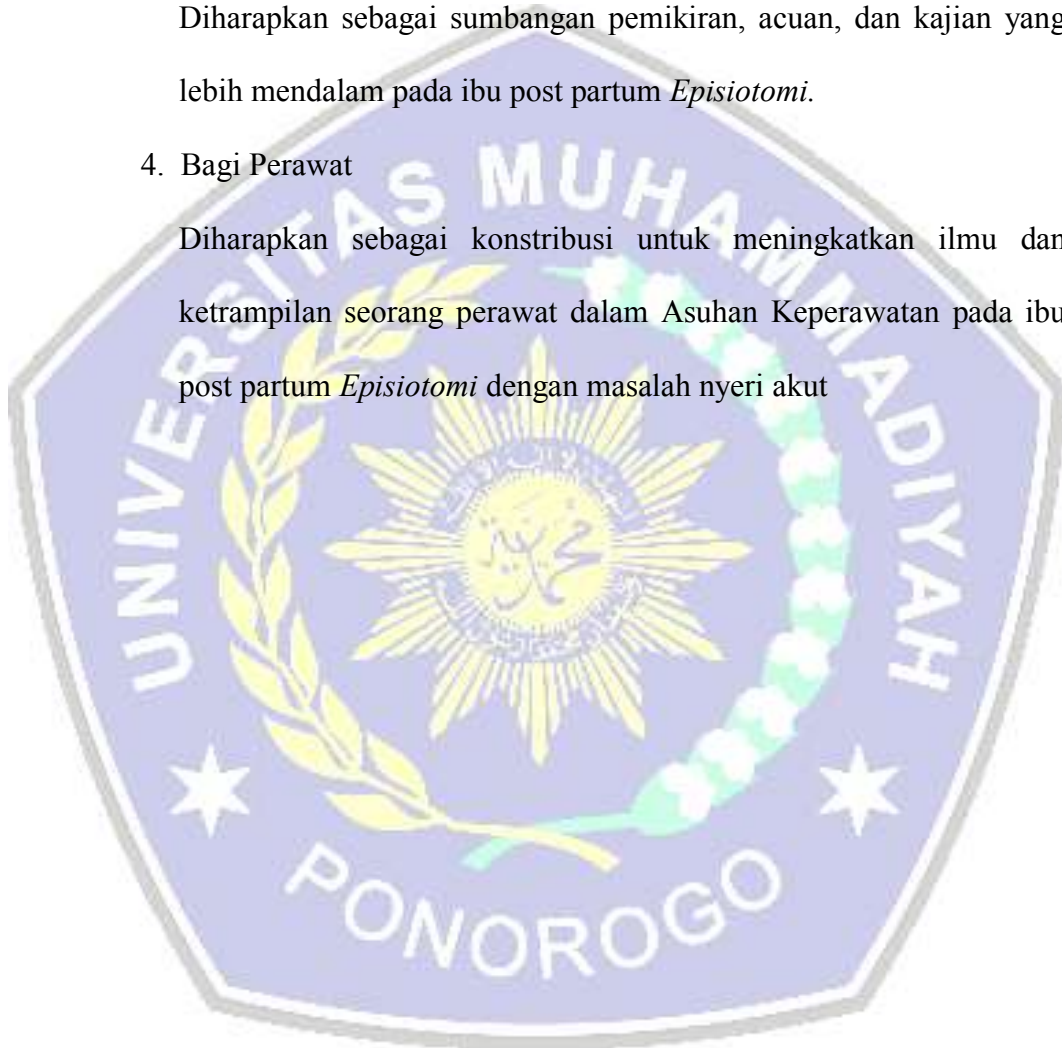 Diharapkan sebagai sumbangan pemikiran, acuan, dan kajian yang
lebih mendalam pada ibu post partum Episiotomi.
4. Bagi Perawat
Diharapkan sebagai konstribusi untuk meningkatkan ilmu dan
ketrampilan seorang perawat dalam Asuhan Keperawatan pada ibu
post partum Episiotomi dengan masalah nyeri akut
UNIVERSITAS MUHAMMADIYAH
PONOROGO